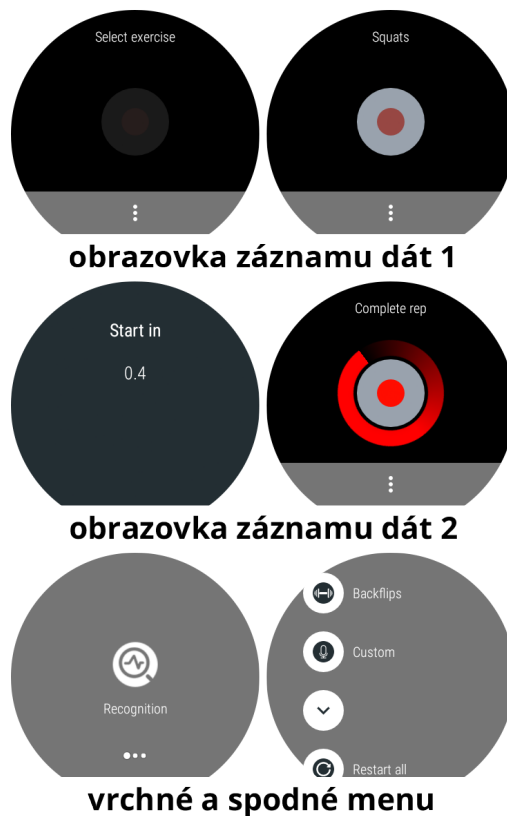 Select exercise
Squats
obrazovka záznamu dát 1
Start in
0.4
Complete rep
obrazovka záznamu dát 2
Recognition
Backflips
Custom
Restart all
vrchné a spodné menu